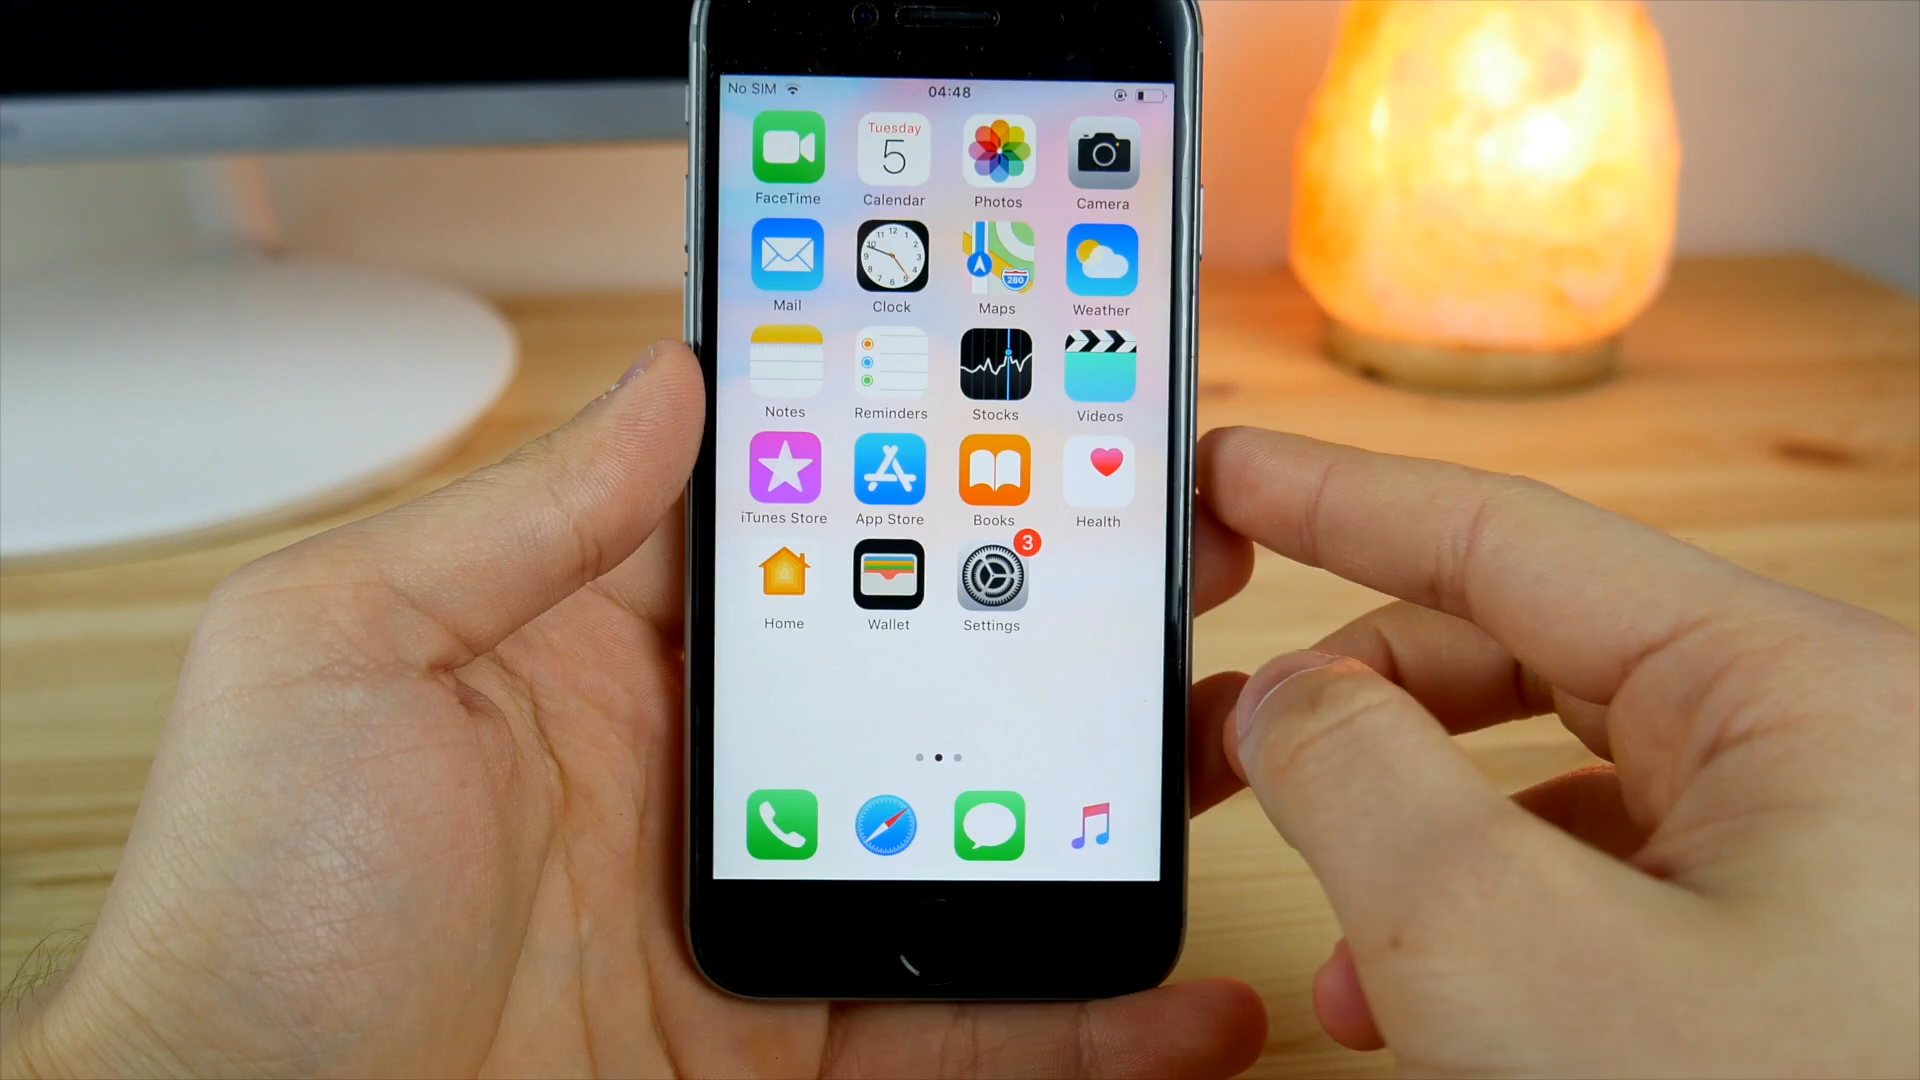 No SIM 04:48
Tuesday
5
FaceTime Calendar Photos Camera
280
Mail Clock Maps Weather
Notes Reminders Stocks Videos
iTunes Store App Store Books Health
3
Home Wallet Settings